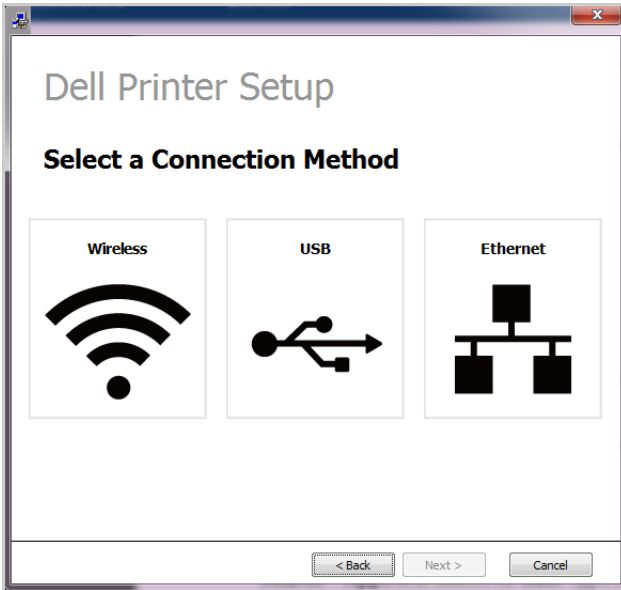 X
Dell Printer Setup
Select a Connection Method
Wireless USB Ethernet
< Back Next > Cancel